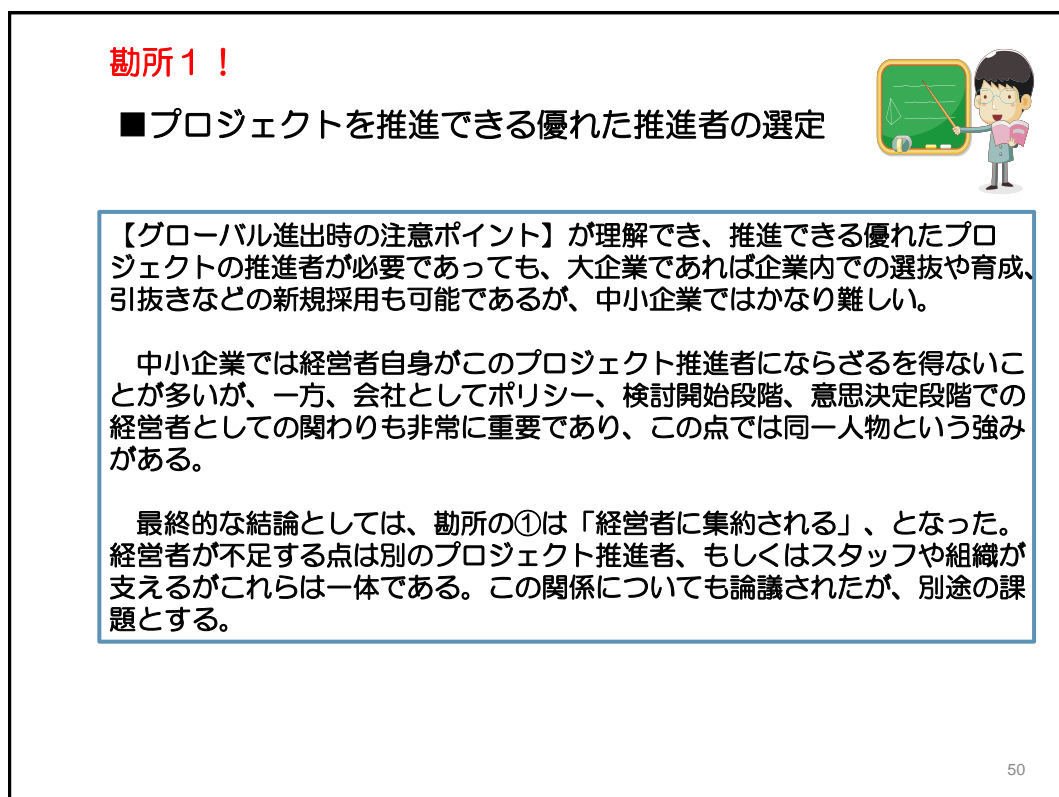 勘所１！
■プロジェクトを推進できる優れた推進者の選定
【グローバル進出時の注意ポイント】が理解でき、推進できる優れたプロ
ジェクトの推進者が必要であっても、大企業であれば企業内での選抜や育成、
引抜きなどの新規採用も可能であるが、中小企業ではかなり難しい。
　中小企業では経営者自身がこのプロジェクト推進者にならざるを得ないこ
とが多いが、一方、会社としてポリシー、検討開始段階、意思決定段階での
経営者としての関わりも非常に重要であり、この点では同一人物という強み
がある。
　最終的な結論としては、勘所の①は「経営者に集約される」、となった。
経営者が不足する点は別のプロジェクト推進者、もしくはスタッフや組織が
支えるがこれらは一体である。この関係についても論議されたが、別途の課
題とする。
50